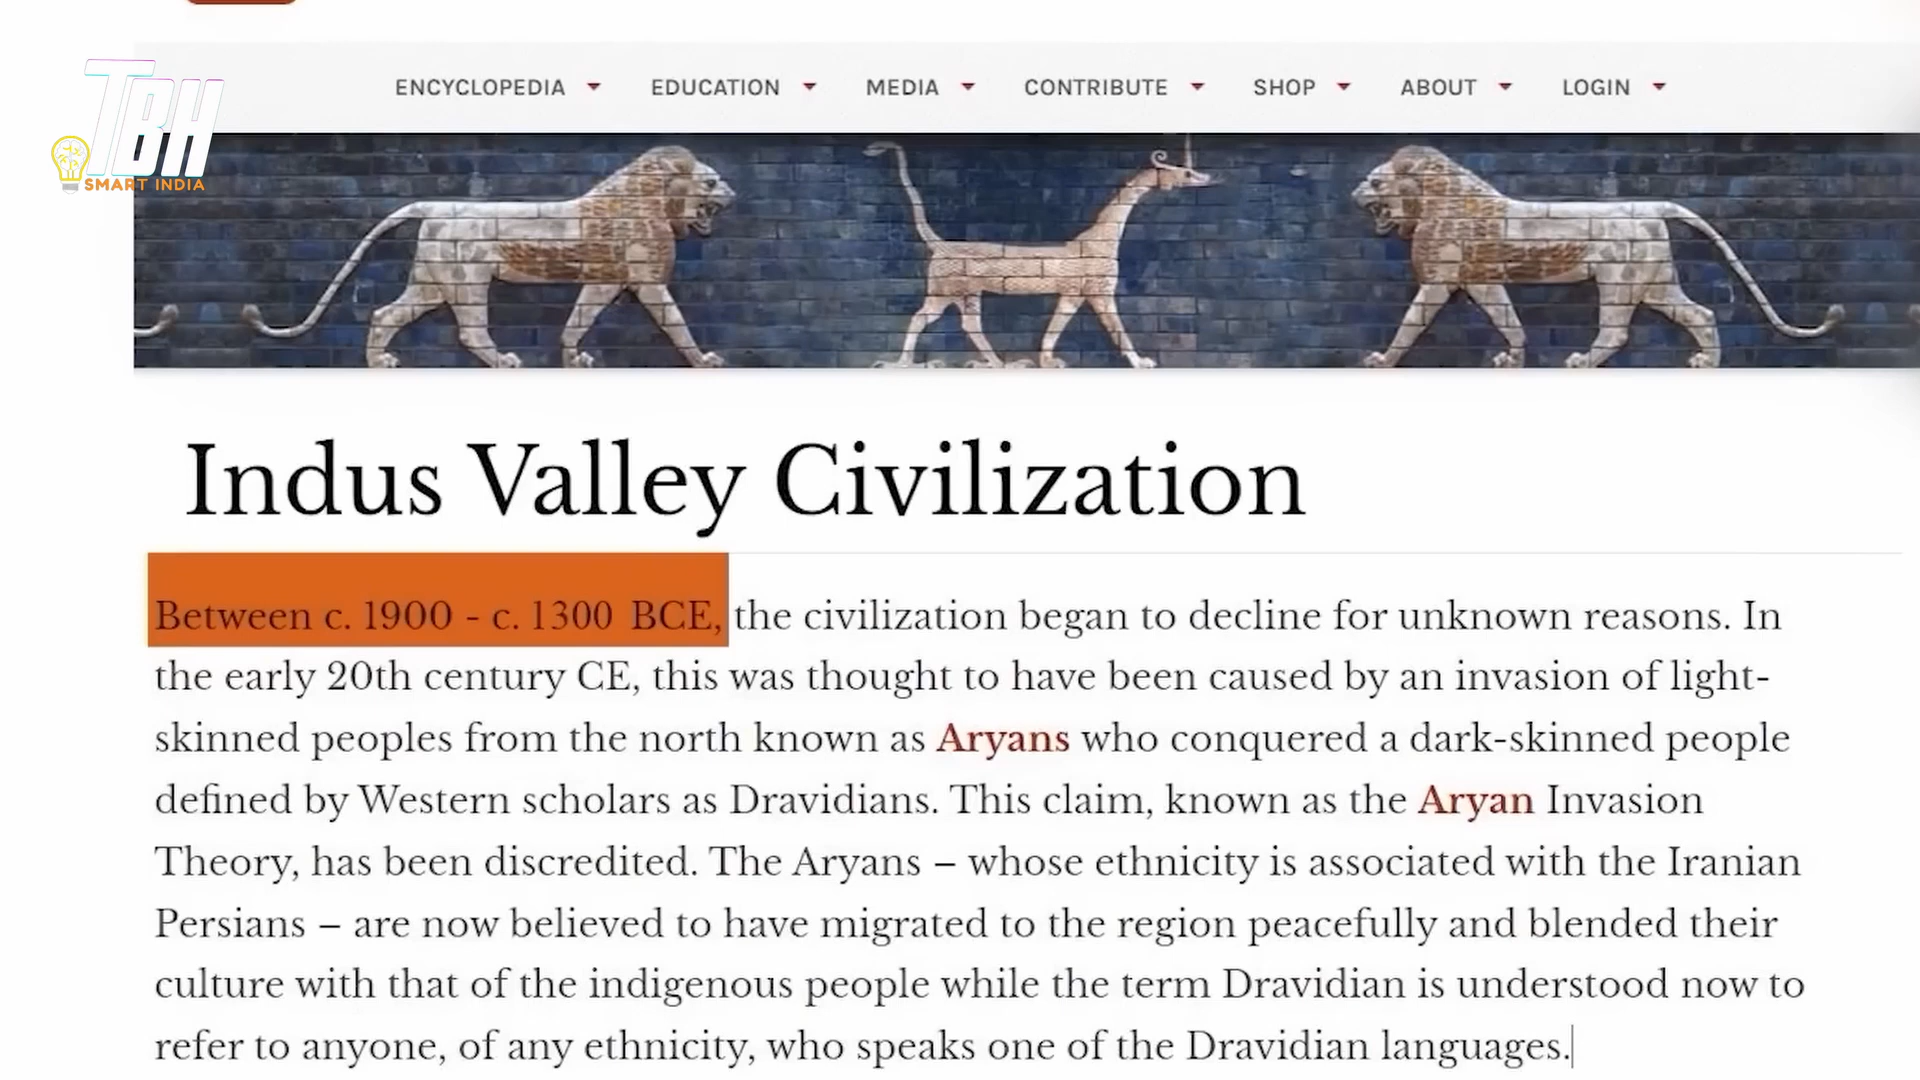 ENCYCLOPEDIA EDUCATION MEDIA CONTRIBUTE SHOP ABOUT LOGIN
TBH
SMART INDIA
Indus Valley Civilization
Between c. 1900 - c. 1300 BCE, the civilization began to decline for unknown reasons. In
the early 20th century CE, this was thought to have been caused by an invasion of light-
skinned peoples from the north known as Aryans who conquered a dark-skinned people
defined by Western scholars as Dravidians. This claim, known as the Aryan Invasion
Theory, has been discredited. The Aryans – whose ethnicity is associated with the Iranian
Persians – are now believed to have migrated to the region peacefully and blended their
culture with that of the indigenous people while the term Dravidian is understood now to
refer to anyone, of any ethnicity, who speaks one of the Dravidian languages.